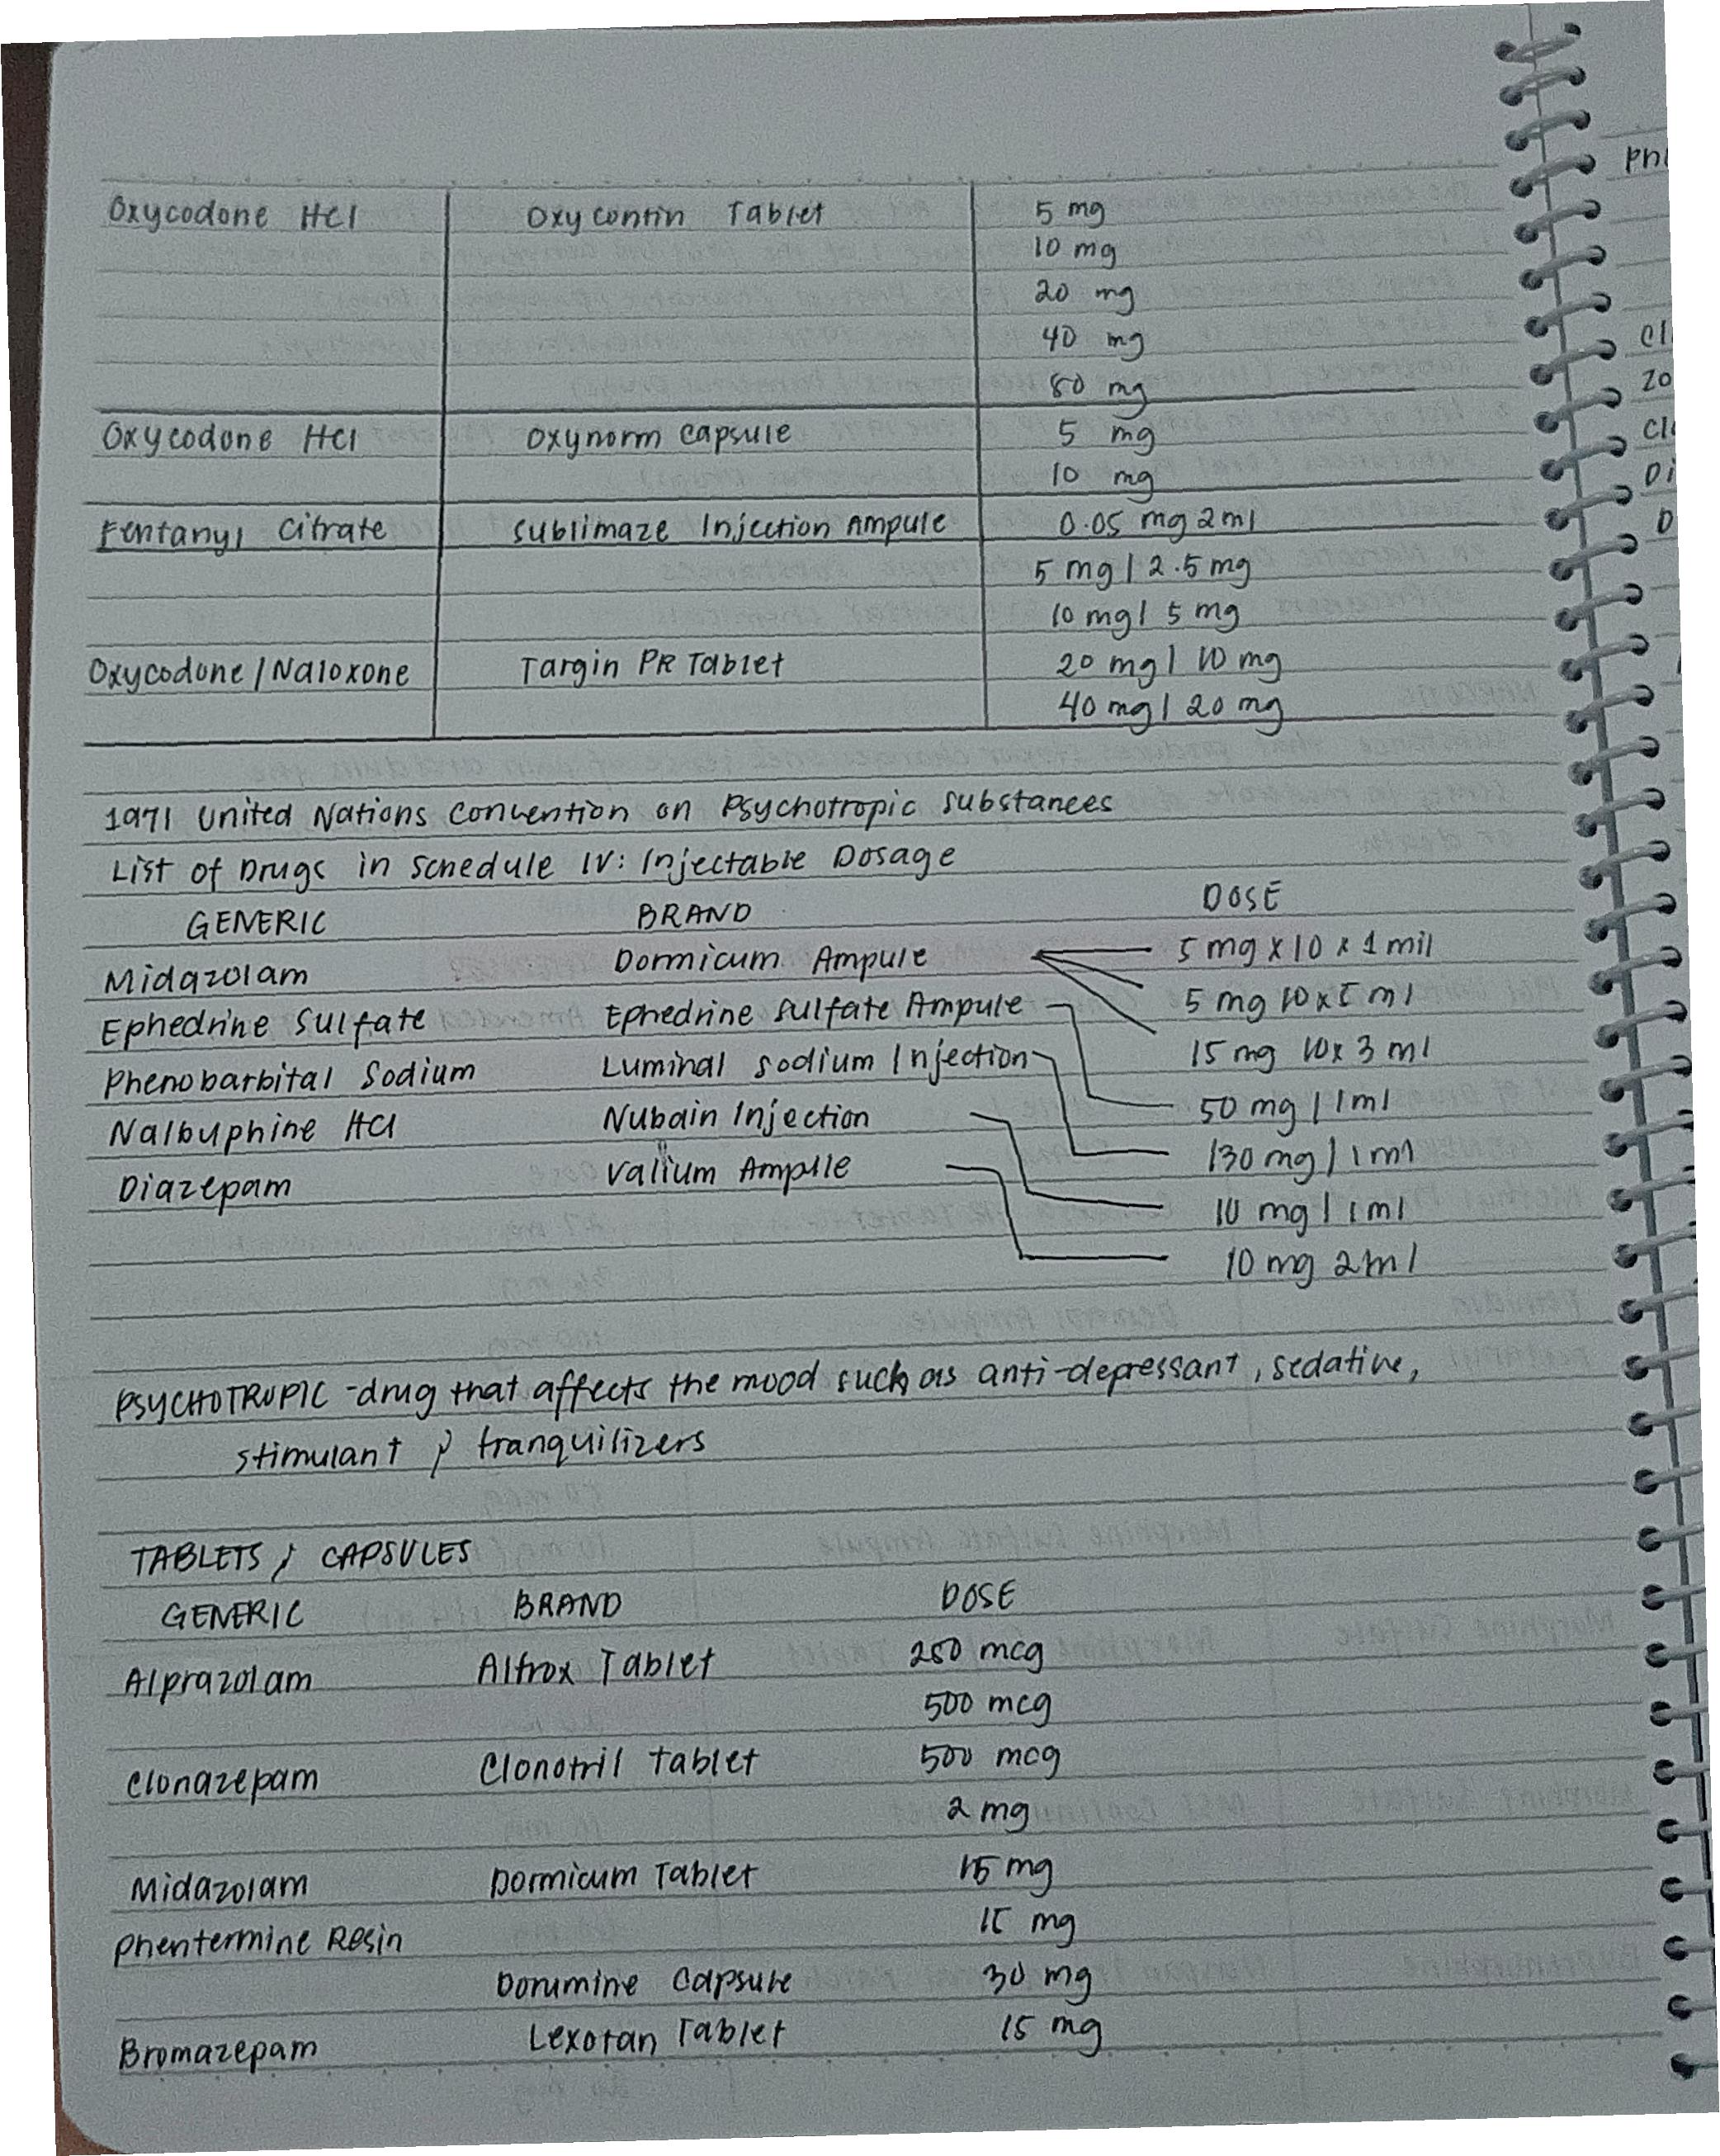 Oxycodone HCl Oxycontin Tablet 5 mg
10 mg
20 mg
40 mg
80 mg
Oxycodone HCl Oxynorm Capsule 5 mg
10 mg
Fentanyl Citrate Sublimaze Injection Ampule 0.05 mg 2ml
5 mg / 2.5 mg
10 mg / 5 mg
Oxycodone / Naloxone Targin PR Tablet 20 mg / 10 mg
40 mg / 20 mg
1971 United Nations Convention on Psychotropic Substances
List of Drugs in Schedule IV: Injectable Dosage
GENERIC BRAND DOSE
Midazolam Dormicum Ampule 5 mg x 10 x 1 mil
Ephedrine Sulfate Ephedrine Sulfate Ampule 5 mg 10 x 5 ml
Phenobarbital Sodium Luminal Sodium Injection 15 mg 10 x 3 ml
Nalbuphine HCl Nubain Injection 50 mg / 1ml
Diazepam Valium Ampule 130 mg / 1 ml
10 mg / 1 ml
10 mg 2ml
PSYCHOTROPIC - drug that affects the mood such as anti-depressant, sedative,
stimulant & tranquilizers
TABLETS & CAPSULES
GENERIC BRAND DOSE
Alprazolam Altrox Tablet 250 mcg
500 mcg
Clonazepam Clonotril Tablet 500 mcg
2 mg
Midazolam Dormicum Tablet 15 mg
Phentermine Resin 15 mg
Dorumine Capsule 30 mg
Bromazepam Lexotan Tablet 15 mg